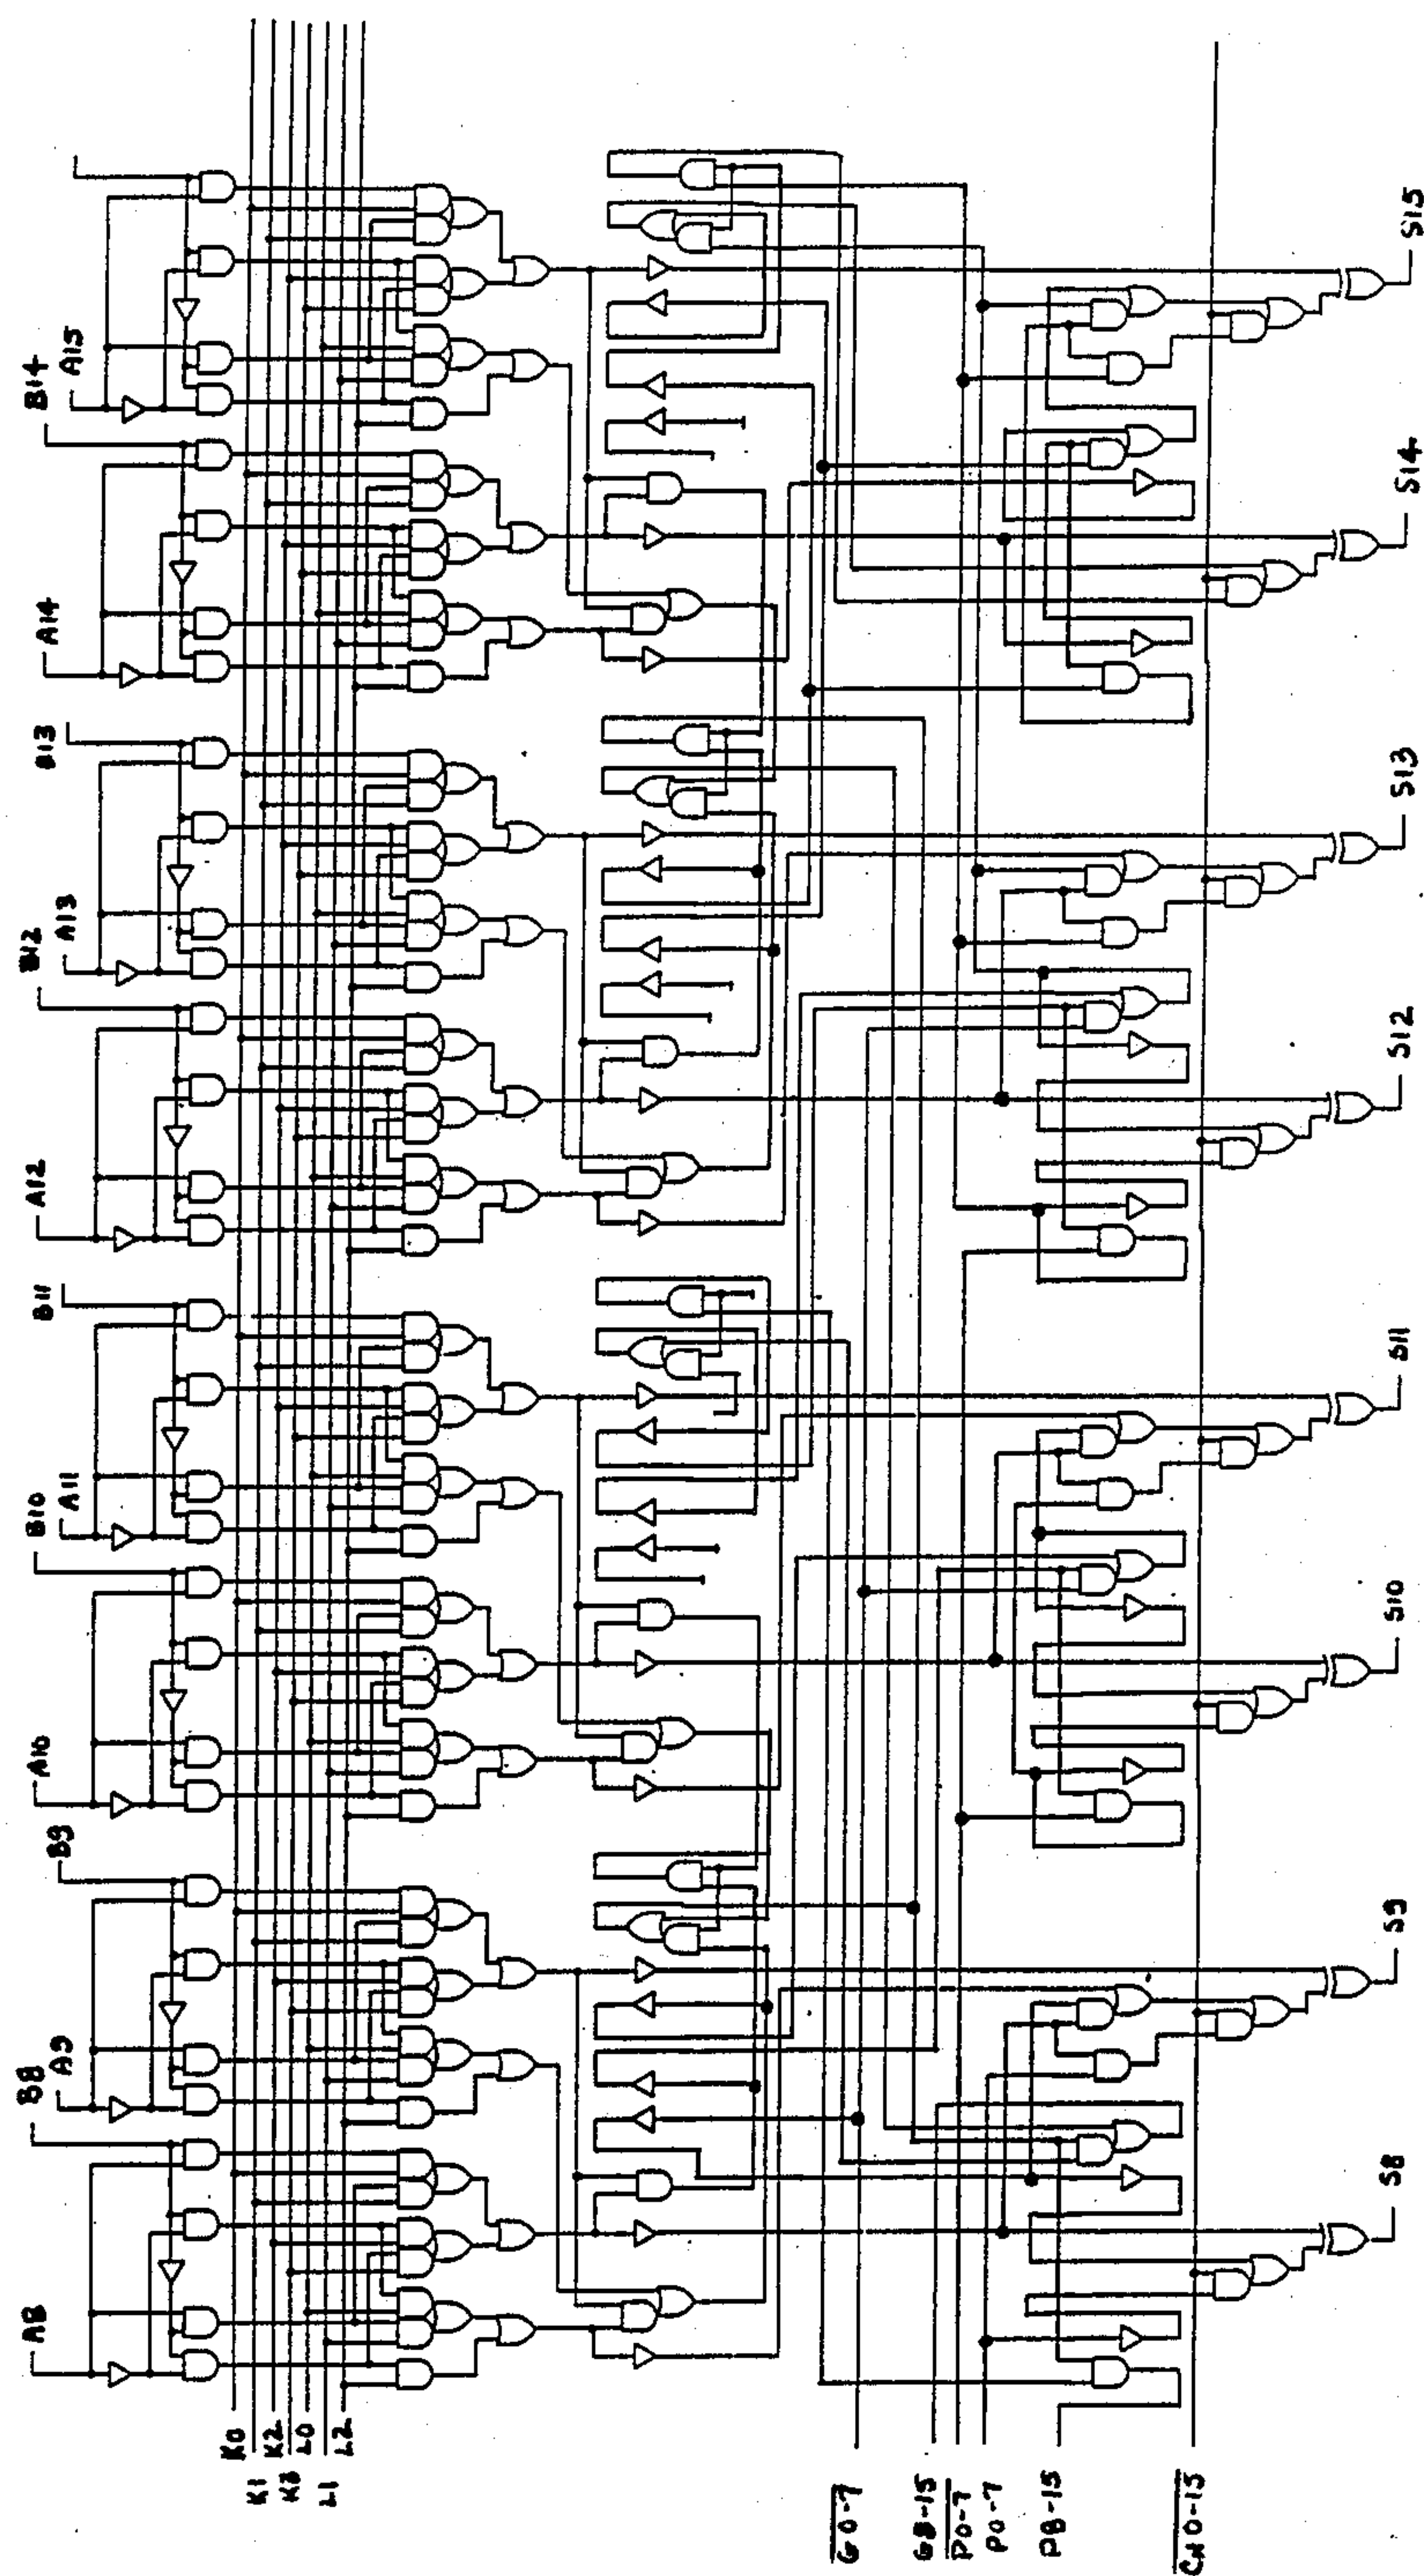 A8
B8
A9
B9
A10
B10
A11
B11
A12
B12
A13
B13
A14
B14
A15
K0
K1
K2
K3
L0
L1
L2
G0-7
G8-15
P0-7
P0-7
P8-15
CN0-15
S8
S9
S10
S11
S12
S13
S14
S15